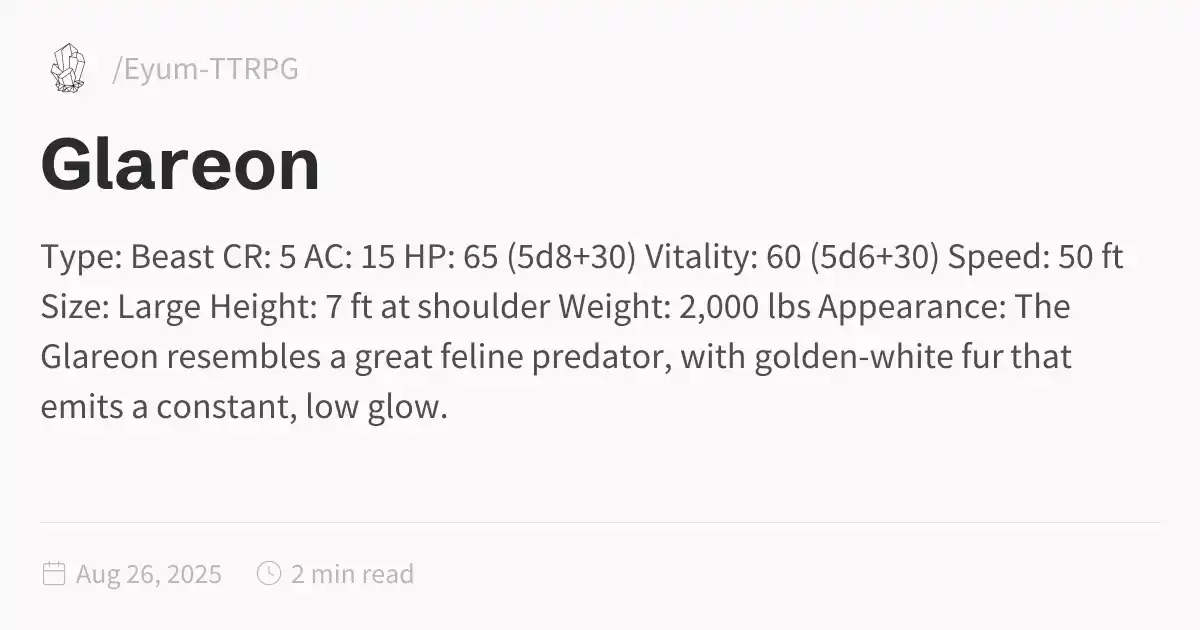 /Eyum-TTRPG
Glareon
Type: Beast CR: 5 AC: 15 HP: 65 (5d8+30) Vitality: 60 (5d6+30) Speed: 50 ft
Size: Large Height: 7 ft at shoulder Weight: 2,000 lbs Appearance: The
Glareon resembles a great feline predator, with golden-white fur that
emits a constant, low glow.
Aug 26, 2025 2 min read